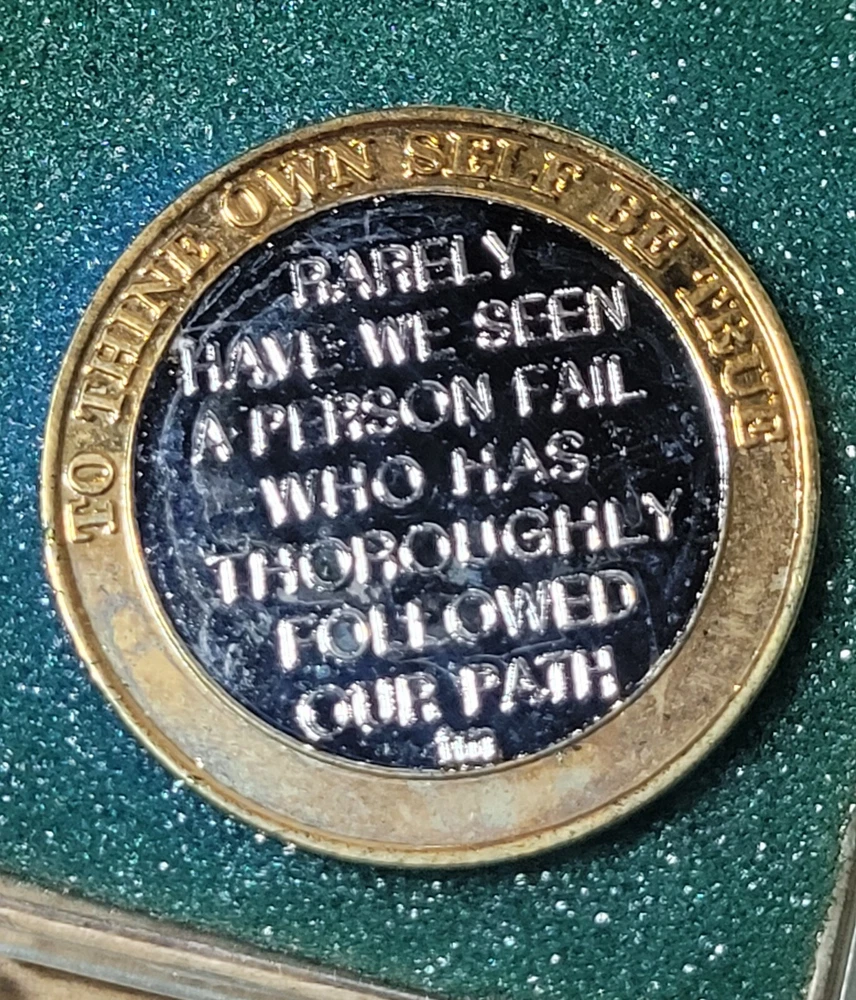 TO THINE OWN SELF BE TRUE
RARELY
HAVE WE SEEN
A PERSON FAIL
WHO HAS
THOROUGHLY
FOLLOWED
OUR PATH